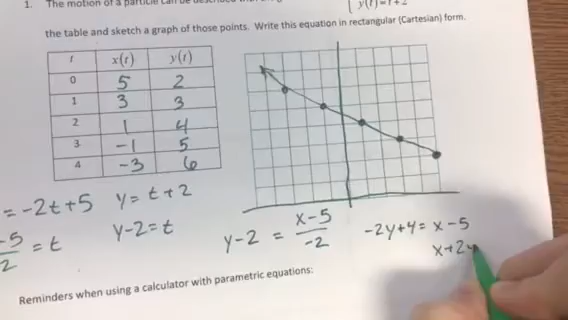 1. The motion of a particle can be described
y(t)=t+2
the table and sketch a graph of those points. Write this equation in rectangular (Cartesian) form.
t x(t) y(t)
0 5 2
1 3 3
2 1 4
3 -1 5
4 -3 6
= -2t+5 y = t + 2
-5/2 = t y-2=t
y-2 = x-5/-2
-2y+4 = x-5
x+2y
Reminders when using a calculator with parametric equations: